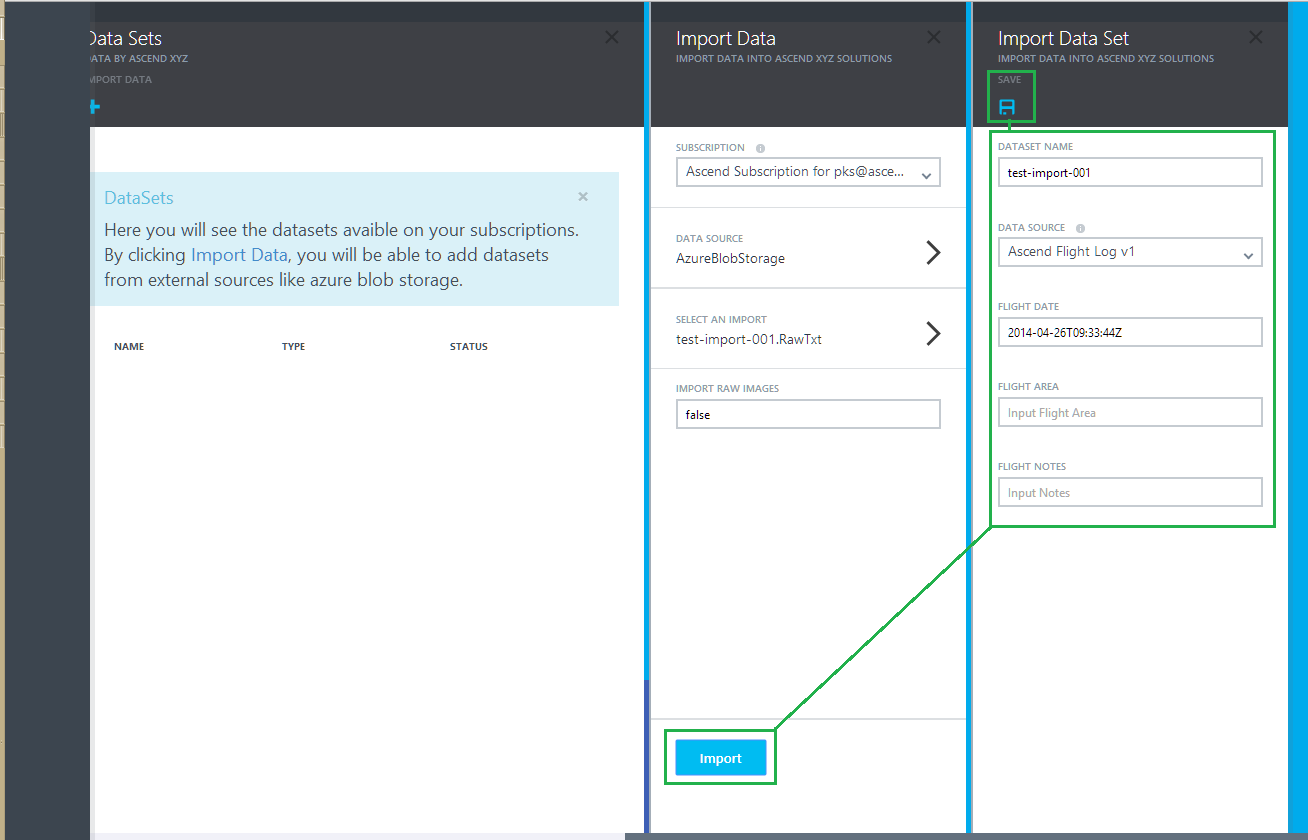 Data Sets
DATA BY ASCEND XYZ
IMPORT DATA
DataSets
Here you will see the datasets avaible on your subscriptions.
By clicking Import Data, you will be able to add datasets
from external sources like azure blob storage.
NAME TYPE STATUS
Import Data
IMPORT DATA INTO ASCEND XYZ SOLUTIONS
SUBSCRIPTION
Ascend Subscription for pks@asce...
DATA SOURCE
AzureBlobStorage
SELECT AN IMPORT
test-import-001.RawTxt
IMPORT RAW IMAGES
false
Import
Import Data Set
IMPORT DATA INTO ASCEND XYZ SOLUTIONS
SAVE
DATASET NAME
test-import-001
DATA SOURCE
Ascend Flight Log v1
FLIGHT DATE
2014-04-26T09:33:44Z
FLIGHT AREA
Input Flight Area
FLIGHT NOTES
Input Notes